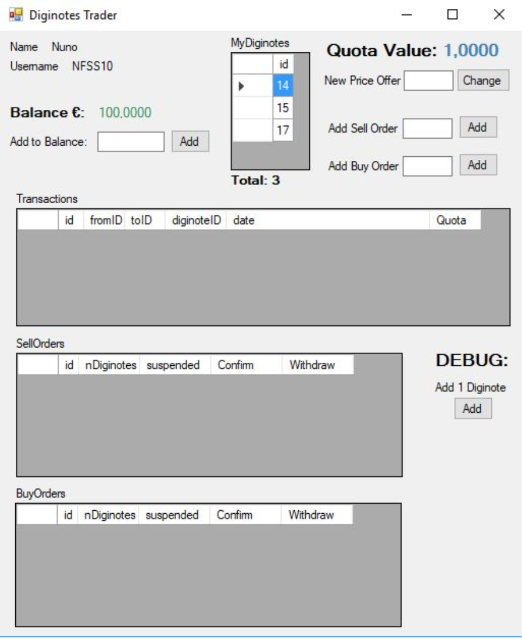 Diginotes Trader
Name Nuno
Username NFSS10
Balance €: 100,0000
Add to Balance: Add
MyDiginotes
id
14
15
17
Total: 3
Quota Value: 1,0000
New Price Offer Change
Add Sell Order Add
Add Buy Order Add
Transactions
id fromID toID diginoteID date Quota
SellOrders
id nDiginotes suspended Confirm Withdraw
DEBUG:
Add 1 Diginote
Add
BuyOrders
id nDiginotes suspended Confirm Withdraw